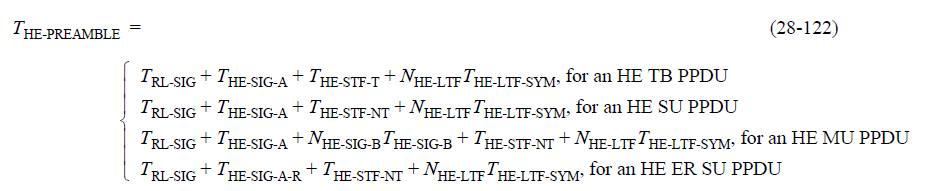 T_HE-PREAMBLE = (28-122)
T_RL-SIG + T_HE-SIG-A + T_HE-STF-T + N_HE-LTF T_HE-LTF-SYM, for an HE TB PPDU
T_RL-SIG + T_HE-SIG-A + T_HE-STF-NT + N_HE-LTF T_HE-LTF-SYM, for an HE SU PPDU
T_RL-SIG + T_HE-SIG-A + N_HE-SIG-B T_HE-SIG-B + T_HE-STF-NT + N_HE-LTF T_HE-LTF-SYM, for an HE MU PPDU
T_RL-SIG + T_HE-SIG-A-R + T_HE-STF-NT + N_HE-LTF T_HE-LTF-SYM, for an HE ER SU PPDU